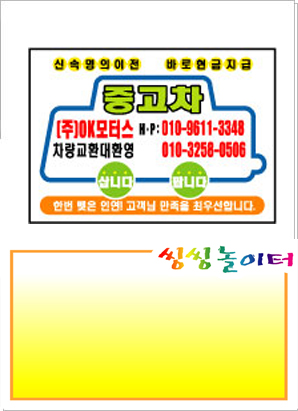 신속명의이전 바로현금지급
중고차
(주)OK모터스 H·P: 010-9611-3348
차량교환대환영 010-3258-0506
삽니다 팝니다
한번 맺은 인연! 고객님 만족을 최우선입니다.
씽씽놀이터